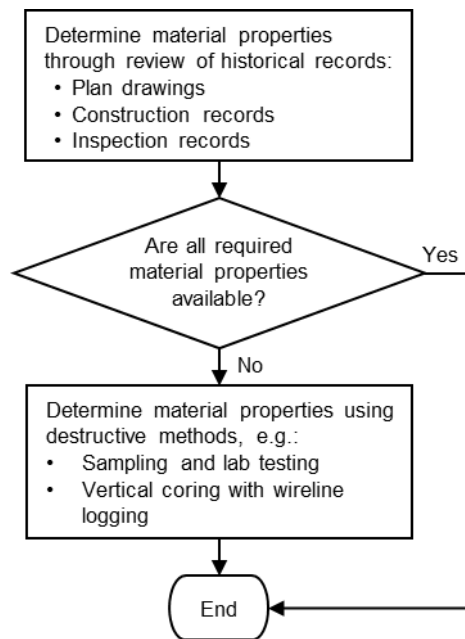 Determine material properties
through review of historical records:
• Plan drawings
• Construction records
• Inspection records
Are all required
material properties
available?
Yes
No
Determine material properties using
destructive methods, e.g.:
• Sampling and lab testing
• Vertical coring with wireline
logging
End